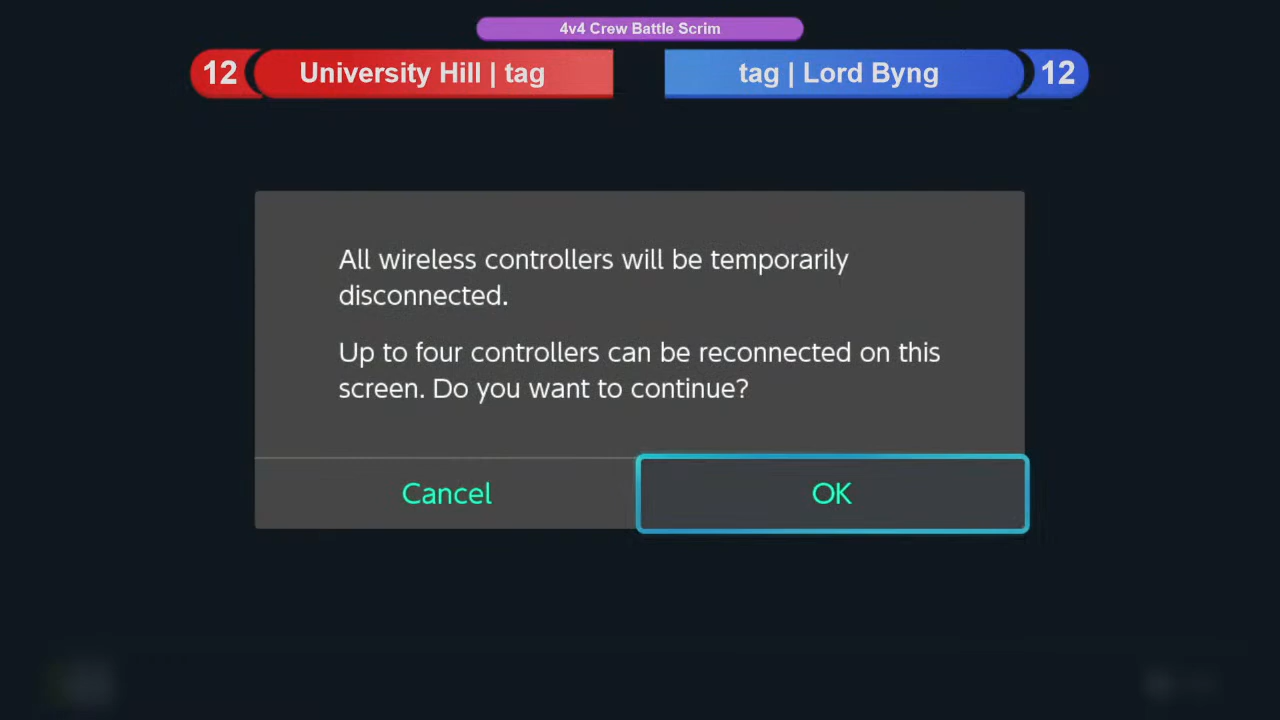 4v4 Crew Battle Scrim
12 University Hill | tag tag | Lord Byng 12
All wireless controllers will be temporarily
disconnected.
Up to four controllers can be reconnected on this
screen. Do you want to continue?
Cancel OK